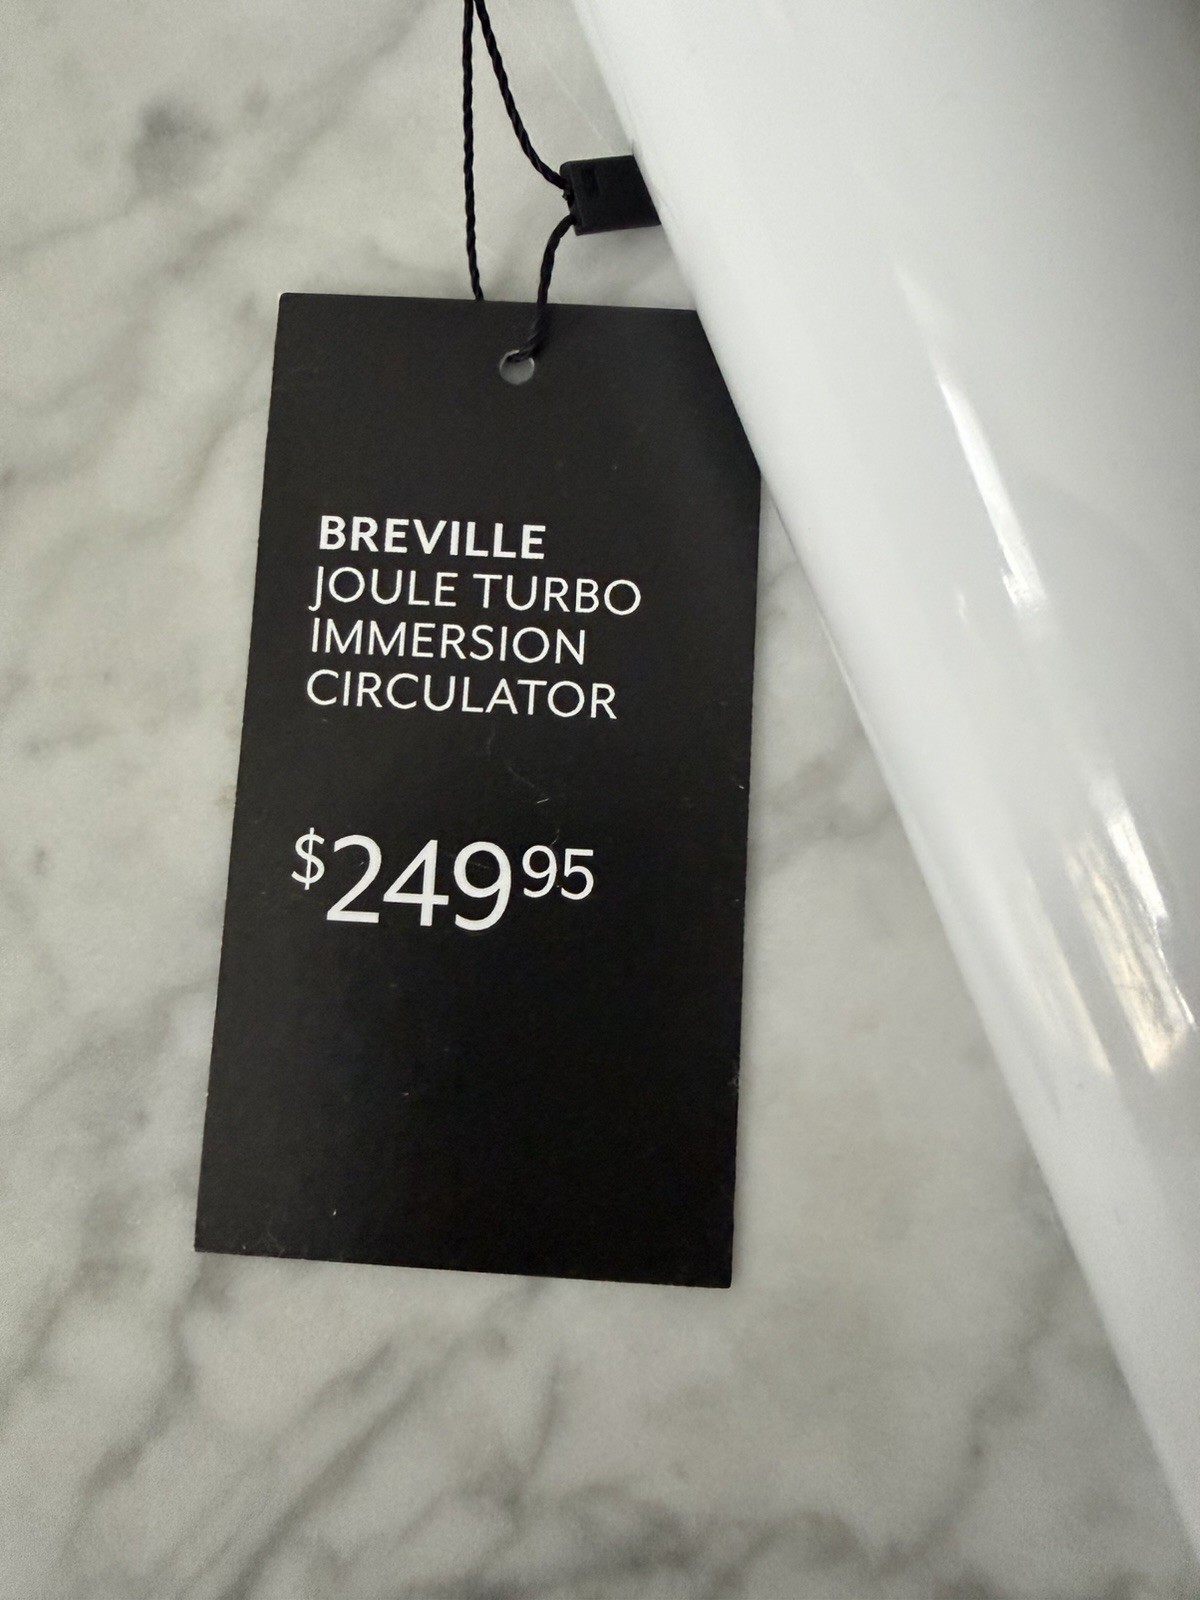 BREVILLE
JOULE TURBO
IMMERSION
CIRCULATOR
$249 95